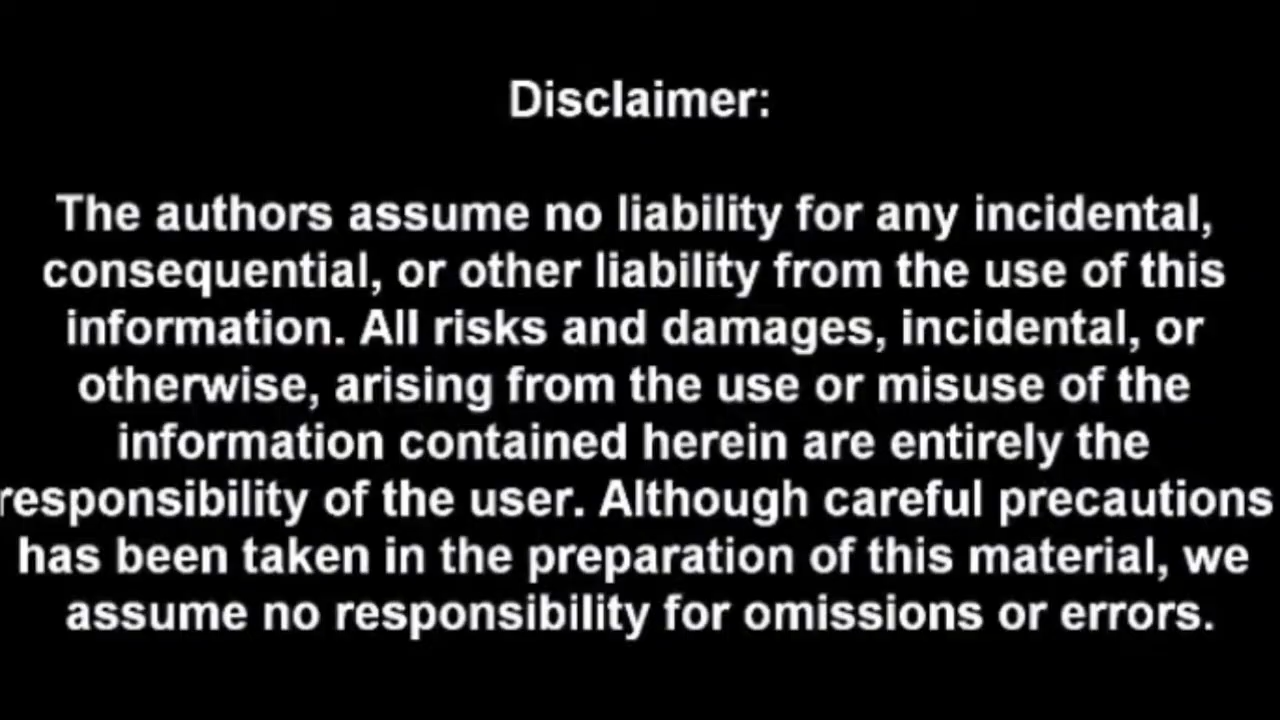 Disclaimer:
The authors assume no liability for any incidental,
consequential, or other liability from the use of this
information. All risks and damages, incidental, or
otherwise, arising from the use or misuse of the
information contained herein are entirely the
responsibility of the user. Although careful precautions
has been taken in the preparation of this material, we
assume no responsibility for omissions or errors.